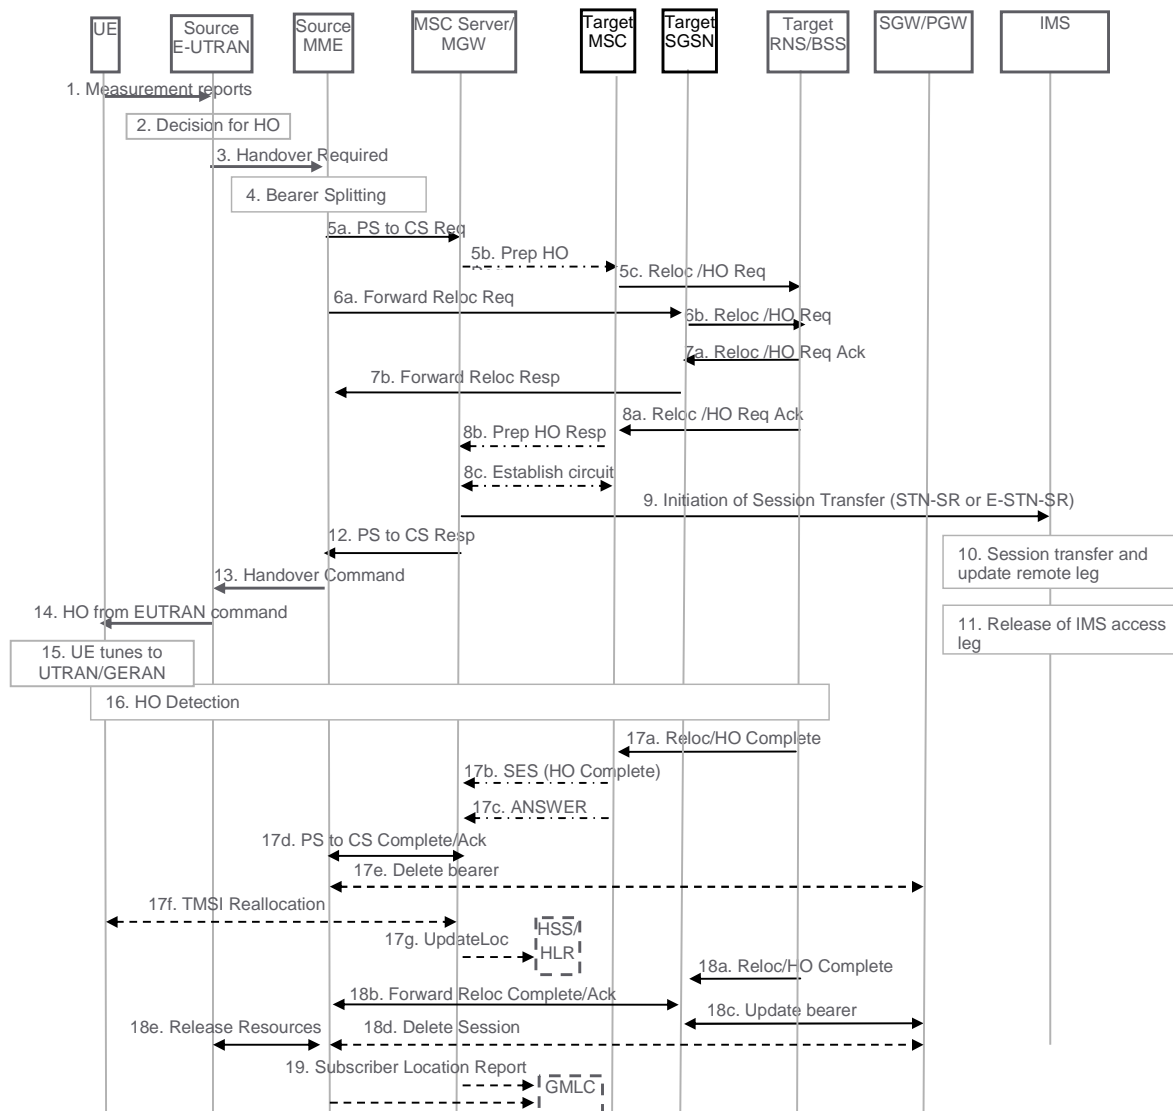 UE
Source
E-UTRAN
Source
MME
MSC Server/
MGW
Target
MSC
Target
SGSN
Target
RNS/BSS
SGW/PGW
IMS
1. Measurement reports
2. Decision for HO
3. Handover Required
4. Bearer Splitting
5a. PS to CS Req
5b. Prep HO
5c. Reloc /HO Req
6a. Forward Reloc Req
6b. Reloc /HO Req
7a. Reloc /HO Req Ack
7b. Forward Reloc Resp
8a. Reloc /HO Req Ack
8b. Prep HO Resp
8c. Establish circuit
9. Initiation of Session Transfer (STN-SR or E-STN-SR)
12. PS to CS Resp
10. Session transfer and
update remote leg
13. Handover Command
14. HO from EUTRAN command
11. Release of IMS access
leg
15. UE tunes to
UTRAN/GERAN
16. HO Detection
17a. Reloc/HO Complete
17b. SES (HO Complete)
17c. ANSWER
17d. PS to CS Complete/Ack
17e. Delete bearer
17f. TMSI Reallocation
17g. UpdateLoc
HSS/
HLR
18a. Reloc/HO Complete
18b. Forward Reloc Complete/Ack
18c. Update bearer
18e. Release Resources
18d. Delete Session
19. Subscriber Location Report
GMLC